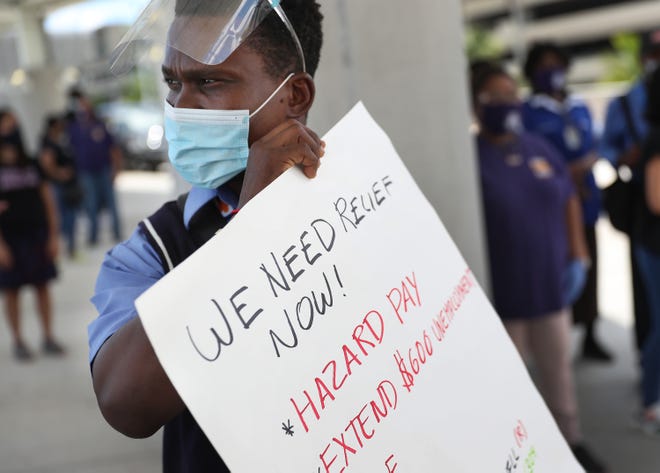 WE NEED RELIEF
NOW!
*HAZARD PAY
*EXTEND $600 UNEMPLOYMENT
(R)